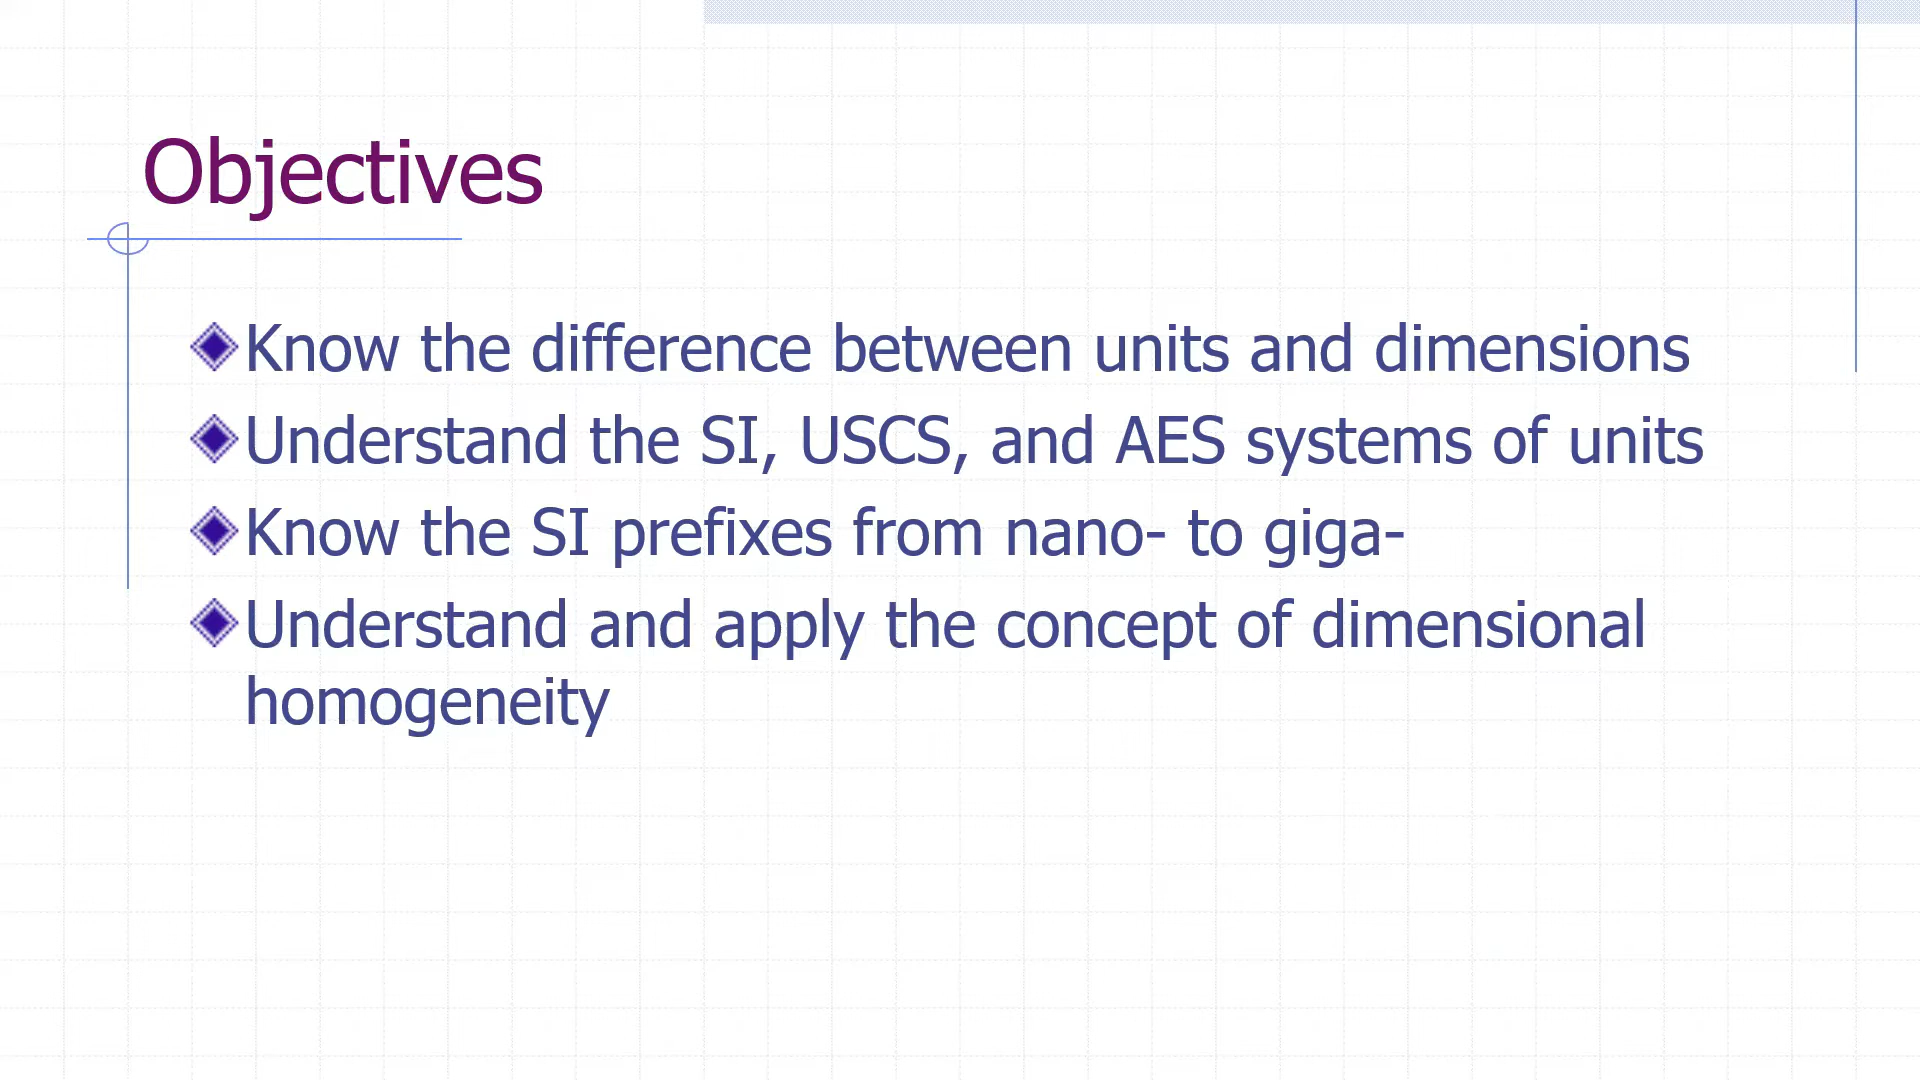 Objectives
Know the difference between units and dimensions
Understand the SI, USCS, and AES systems of units
Know the SI prefixes from nano- to giga-
Understand and apply the concept of dimensional
homogeneity